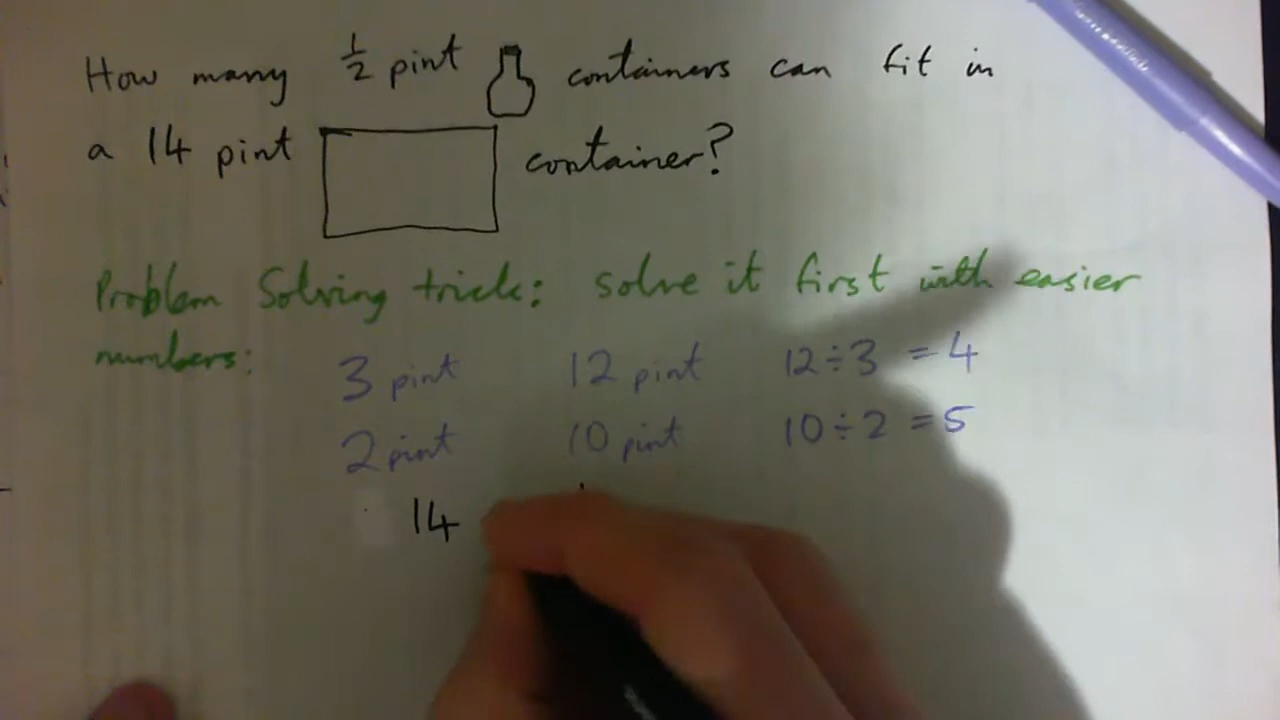 How many 1/2 pint containers can fit in
a 14 pint container?
Problem Solving trick: solve it first with easier
numbers:
3 pint 12 pint 12÷3 = 4
2 pint 10 pint 10÷2 = 5
14